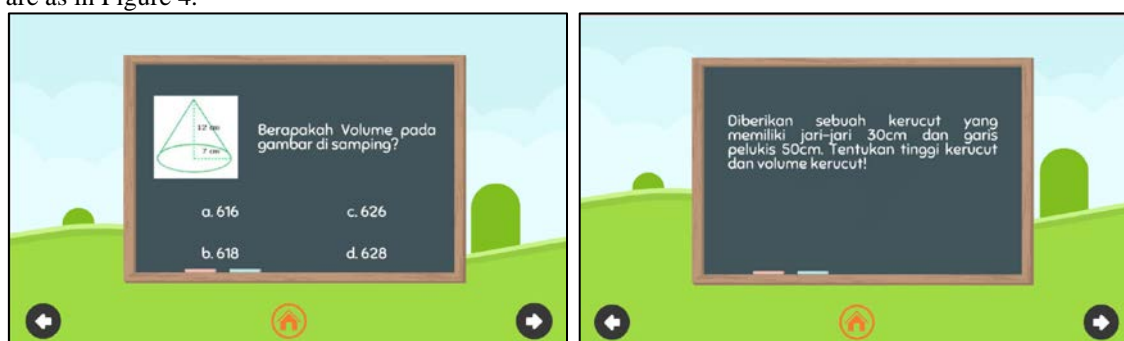 are as in Figure 4.
12 cm
7 cm
Berapakah Volume pada
gambar di samping?
a. 616
c. 626
b. 618
d. 628
Diberikan sebuah kerucut yang
memiliki jari-jari 30cm dan garis
pelukis 50cm. Tentukan tinggi kerucut
dan volume kerucut!